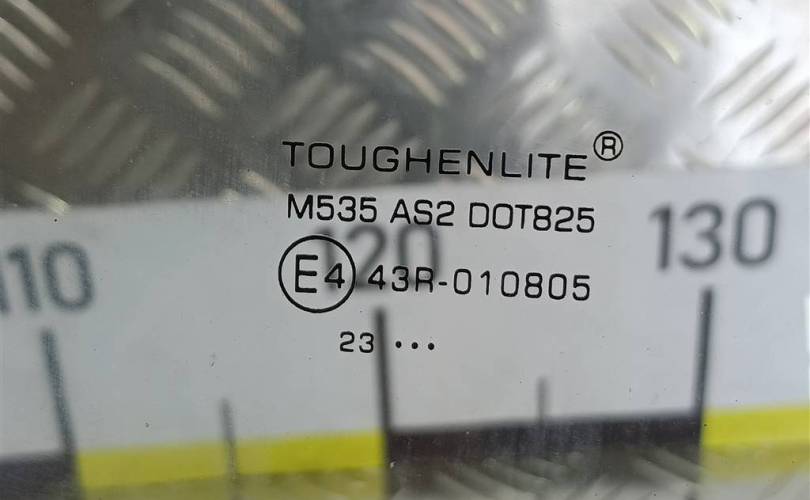 TOUGHENLITE®
M535 AS2 DOT825
E4 43R-010805
23 •••
110 120 130